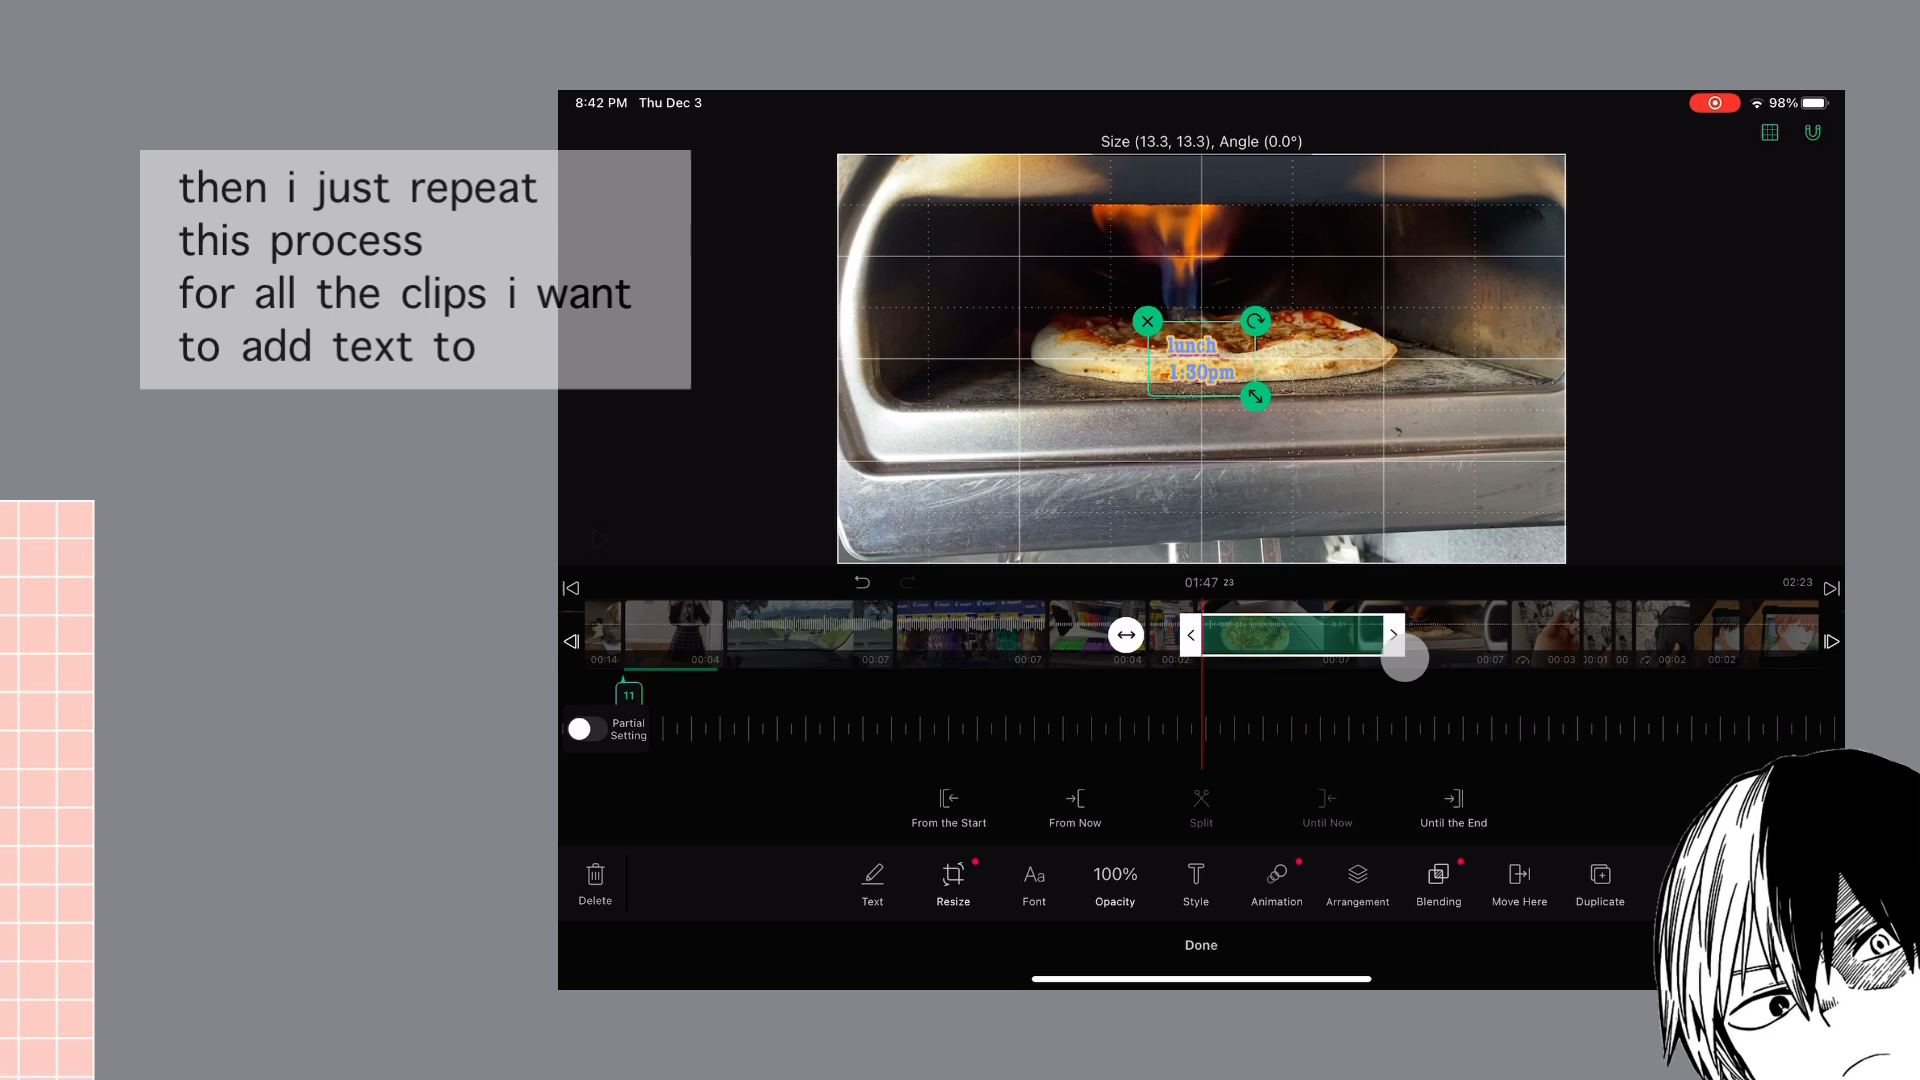 then i just repeat
this process
for all the clips i want
to add text to
8:42 PM Thu Dec 3
98%
Size (13.3, 13.3), Angle (0.0°)
lunch
1:30pm
01:47 23
02:23
00:14 00:04 00:07 00:07 00:04 00:02 00:07 00:07 00:03 00:01 00 00:02 00:02
11
Partial
Setting
From the Start From Now Split Until Now Until the End
Delete Text Resize Aa Font 100% Opacity Style Animation Arrangement Blending Move Here Duplicate
Done